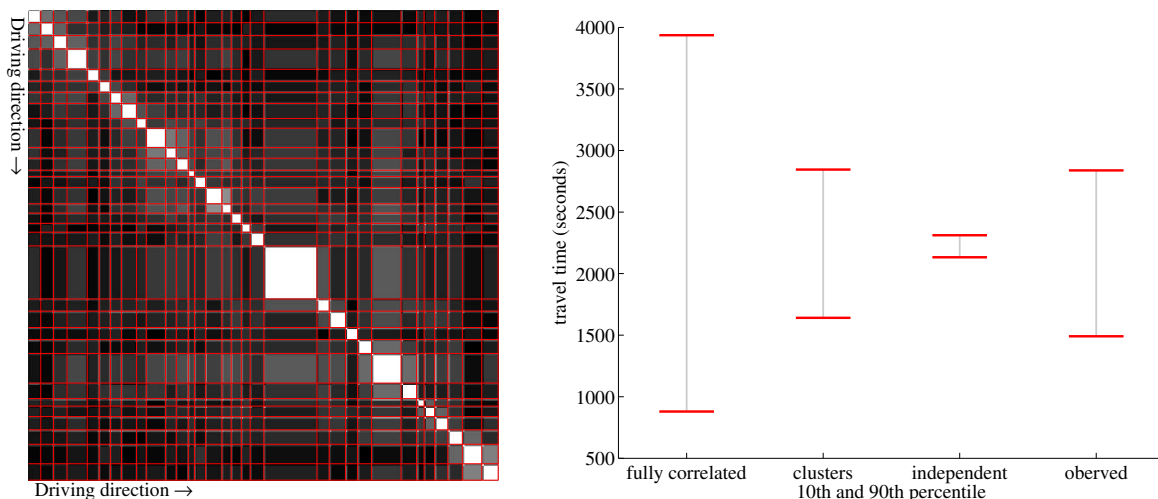 Driving direction →
Driving direction →
travel time (seconds)
4000
3500
3000
2500
2000
1500
1000
500
fully correlated
clusters
independent
oberved
10th and 90th percentile